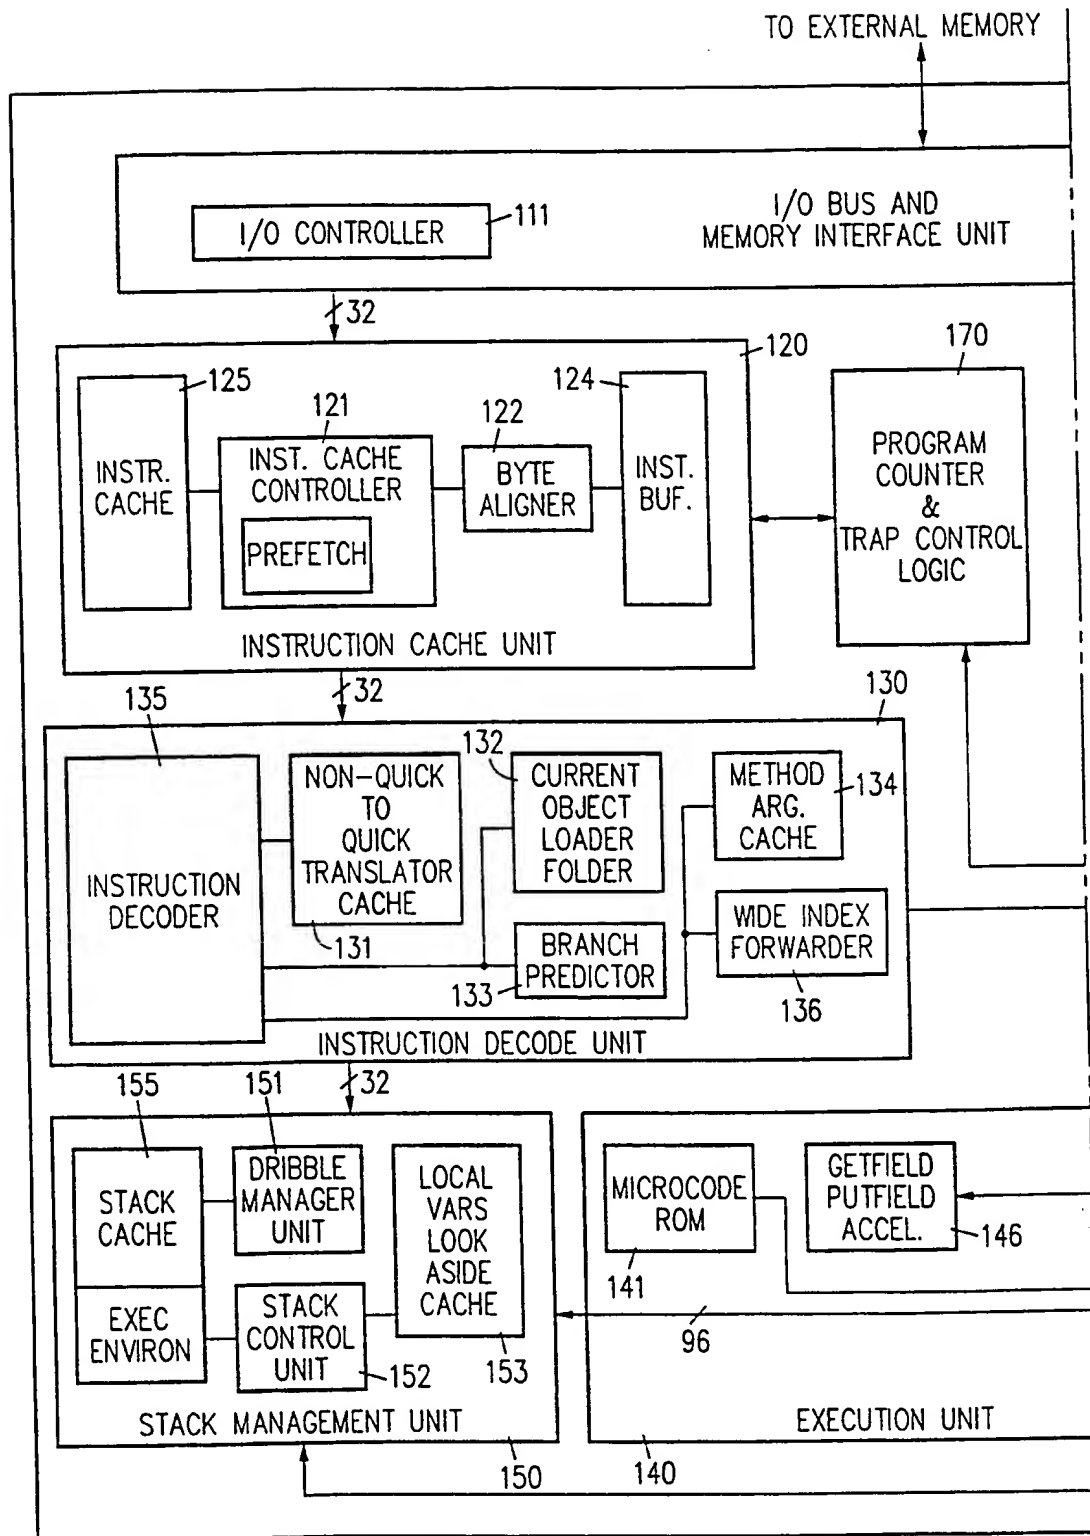 TO EXTERNAL MEMORY
I/O CONTROLLER
111
I/O BUS AND
MEMORY INTERFACE UNIT
32
120
170
125
INSTR.
CACHE
121
INST. CACHE
CONTROLLER
PREFETCH
122
BYTE
ALIGNER
124
INST.
BUF.
INSTRUCTION CACHE UNIT
PROGRAM
COUNTER
&
TRAP CONTROL
LOGIC
32
130
135
INSTRUCTION
DECODER
NON-QUICK
TO
QUICK
TRANSLATOR
CACHE
131
132
CURRENT
OBJECT
LOADER
FOLDER
METHOD
ARG.
CACHE
134
BRANCH
PREDICTOR
133
WIDE INDEX
FORWARDER
136
INSTRUCTION DECODE UNIT
32
155
STACK
CACHE
EXEC
ENVIRON
151
DRIBBLE
MANAGER
UNIT
STACK
CONTROL
UNIT
152
LOCAL
VARS
LOOK
ASIDE
CACHE
153
STACK MANAGEMENT UNIT
150
MICROCODE
ROM
141
GETFIELD
PUTFIELD
ACCEL.
146
96
EXECUTION UNIT
140